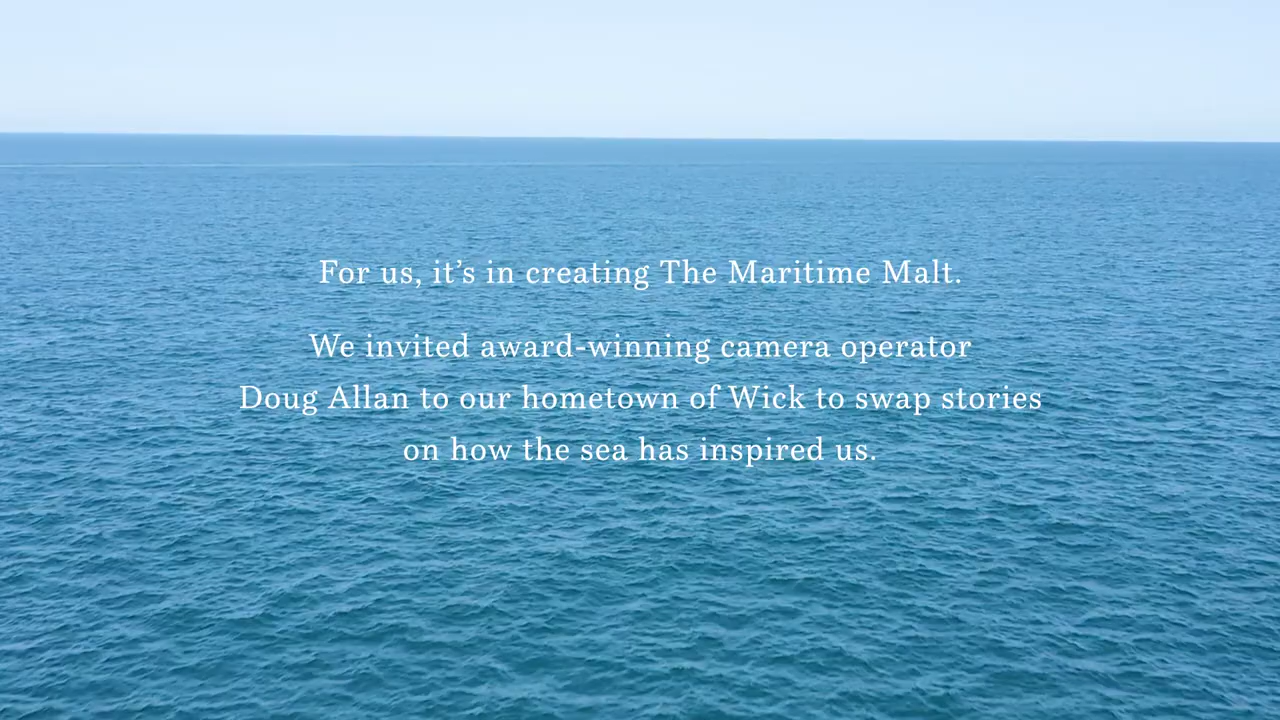 For us, it’s in creating The Maritime Malt.
We invited award-winning camera operator
Doug Allan to our hometown of Wick to swap stories
on how the sea has inspired us.